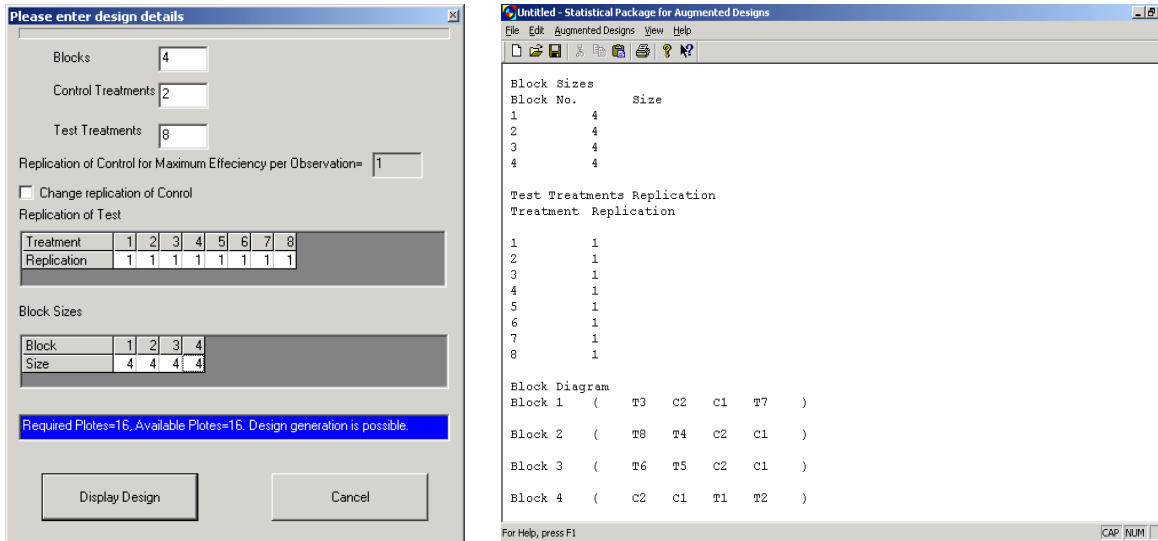 Please enter design details
Blocks 4
Control Treatments 2
Test Treatments 8
Replication of Control for Maximum Effeciency per Observation= 1
Change replication of Conrol
Replication of Test
Treatment 1 2 3 4 5 6 7 8
Replication 1 1 1 1 1 1 1 1
Block Sizes
Block 1 2 3 4
Size 4 4 4 4
Required Plotes=16, Available Plotes=16. Design generation is possible.
Display Design Cancel
Untitled - Statistical Package for Augmented Designs
File Edit Augmented Designs View Help
Block Sizes
Block No. Size
1 4
2 4
3 4
4 4
Test Treatments Replication
Treatment Replication
1 1
2 1
3 1
4 1
5 1
6 1
7 1
8 1
Block Diagram
Block 1 ( T3 C2 C1 T7 )
Block 2 ( T8 T4 C2 C1 )
Block 3 ( T6 T5 C2 C1 )
Block 4 ( C2 C1 T1 T2 )
For Help, press F1
CAP NUM